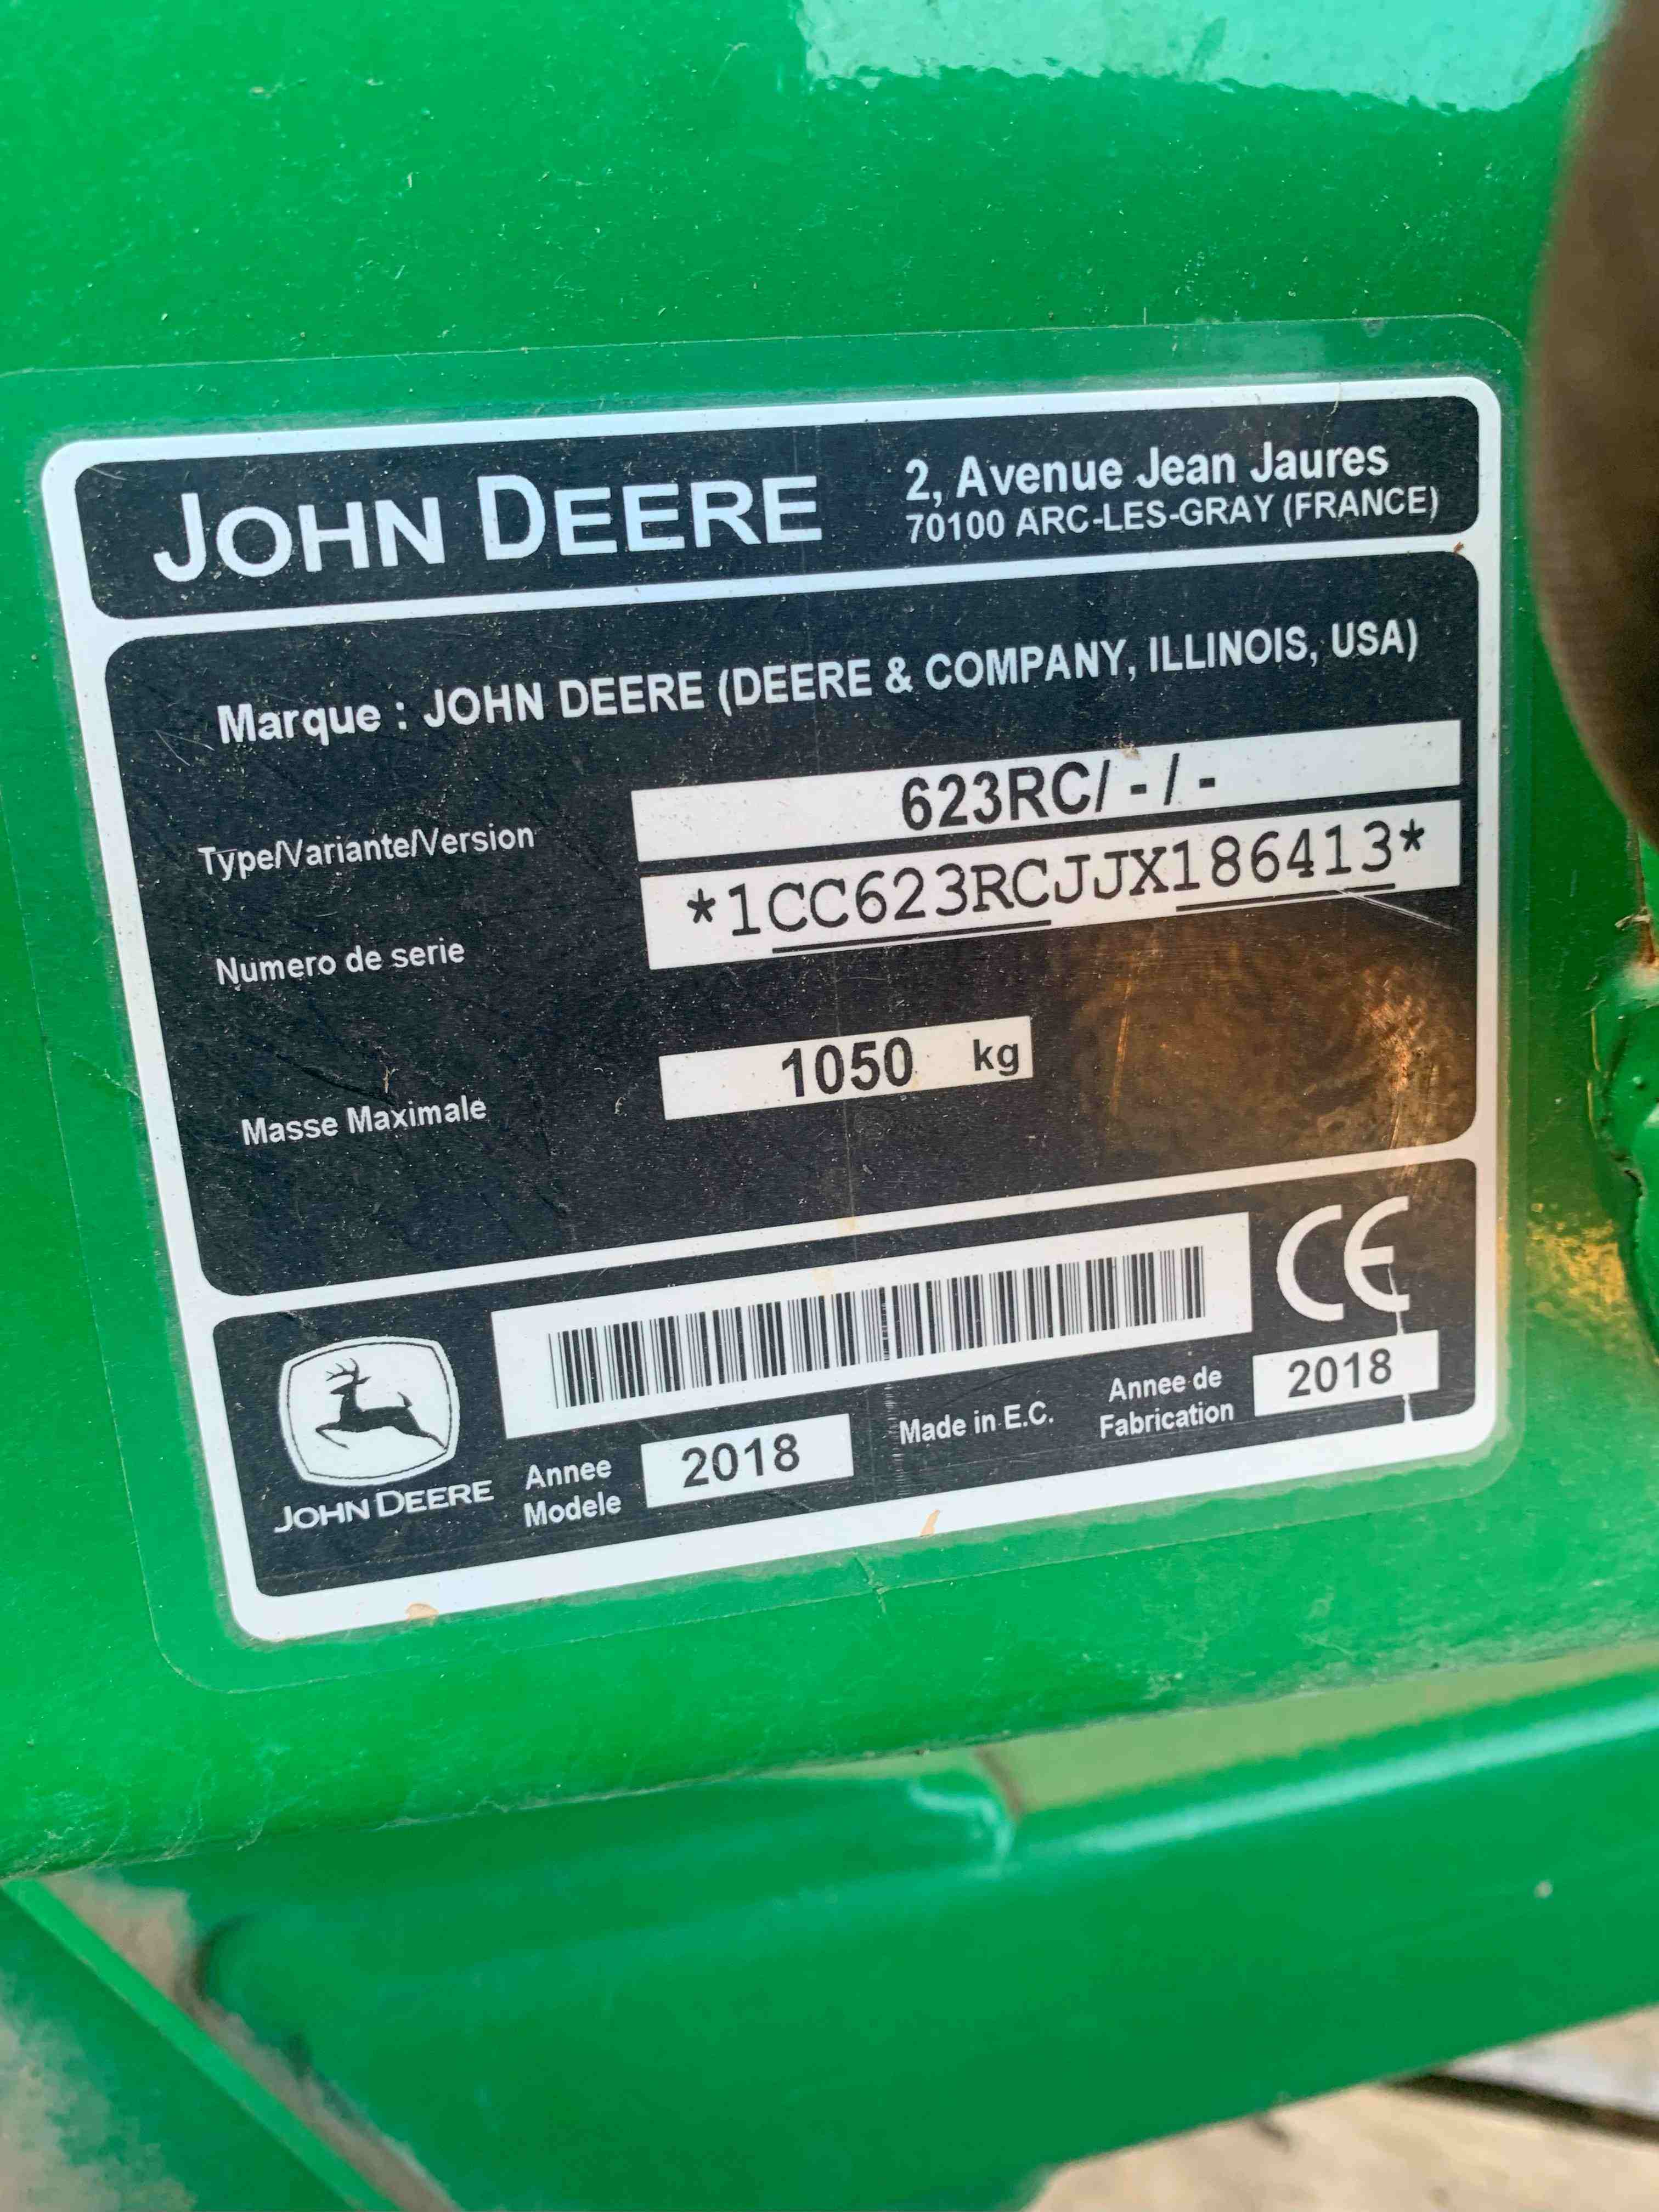 JOHN DEERE
2, Avenue Jean Jaures
70100 ARC-LES-GRAY (FRANCE)
Marque : JOHN DEERE (DEERE & COMPANY, ILLINOIS, USA)
Type/Variante/Version 623RC/ - / -
Numero de serie *1CC623RCJJX186413*
Masse Maximale 1050 kg
CE
JOHN DEERE
Annee
Modele
2018
Made in E.C.
Annee de
Fabrication
2018